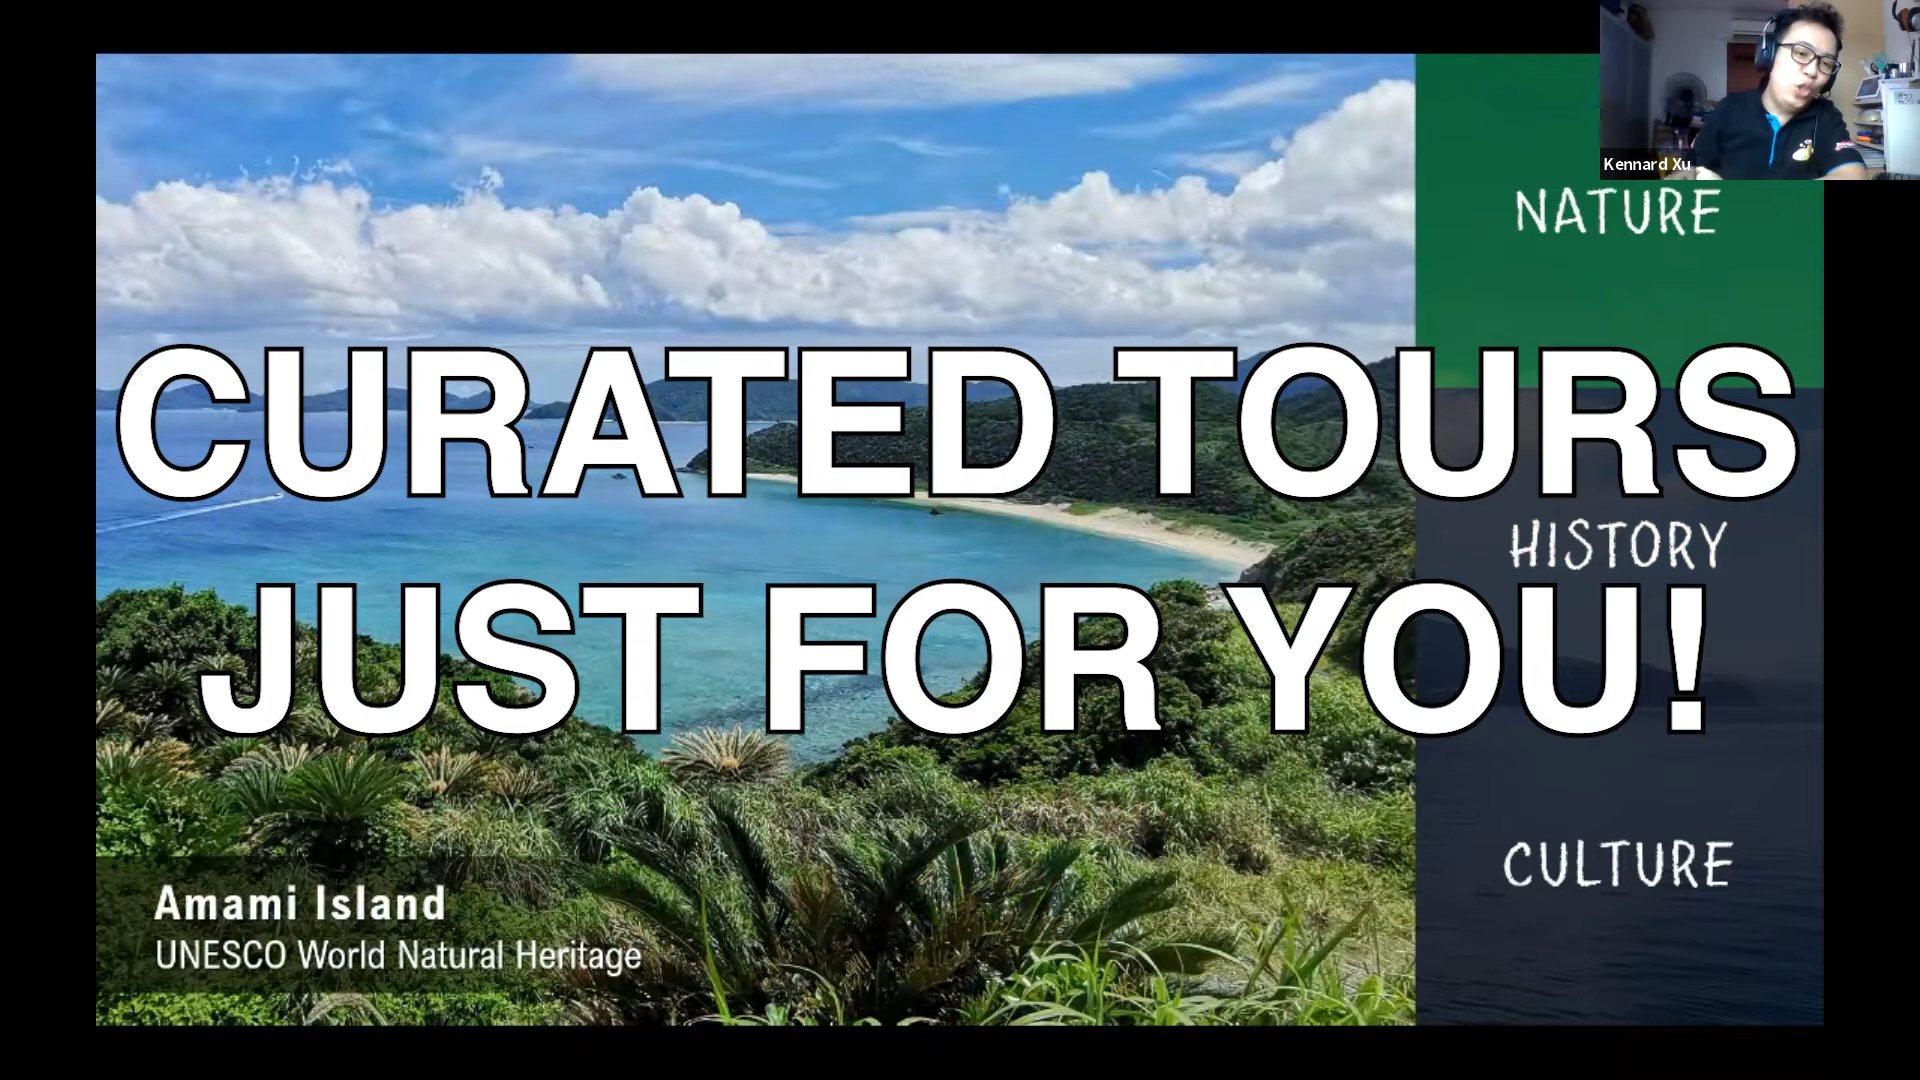 Kennard Xu
NATURE
CURATED TOURS
HISTORY
JUST FOR YOU!
CULTURE
Amami Island
UNESCO World Natural Heritage